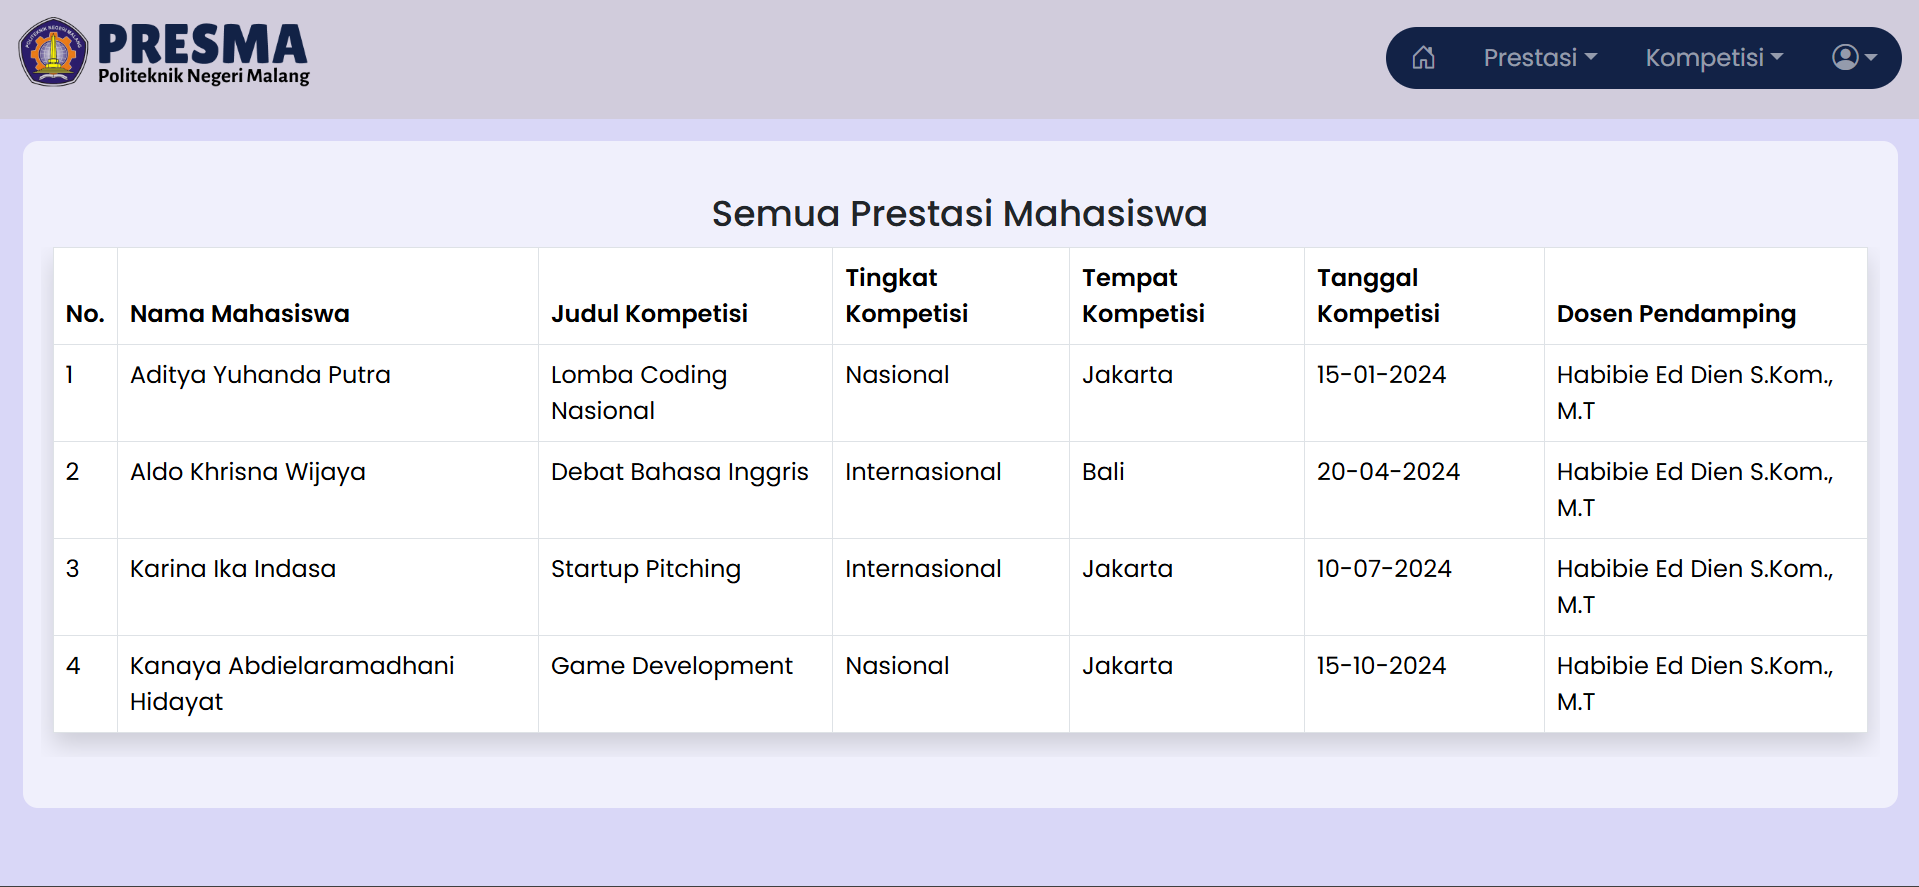 PRESMA
Politeknik Negeri Malang
Prestasi
Kompetisi
Semua Prestasi Mahasiswa
No.
Nama Mahasiswa
Judul Kompetisi
Tingkat
Kompetisi
Tempat
Kompetisi
Tanggal
Kompetisi
Dosen Pendamping
1
Aditya Yuhanda Putra
Lomba Coding
Nasional
Nasional
Jakarta
15-01-2024
Habibie Ed Dien S.Kom.,
M.T
2
Aldo Khrisna Wijaya
Debat Bahasa Inggris
Internasional
Bali
20-04-2024
Habibie Ed Dien S.Kom.,
M.T
3
Karina Ika Indasa
Startup Pitching
Internasional
Jakarta
10-07-2024
Habibie Ed Dien S.Kom.,
M.T
4
Kanaya Abdielaramadhani
Hidayat
Game Development
Nasional
Jakarta
15-10-2024
Habibie Ed Dien S.Kom.,
M.T